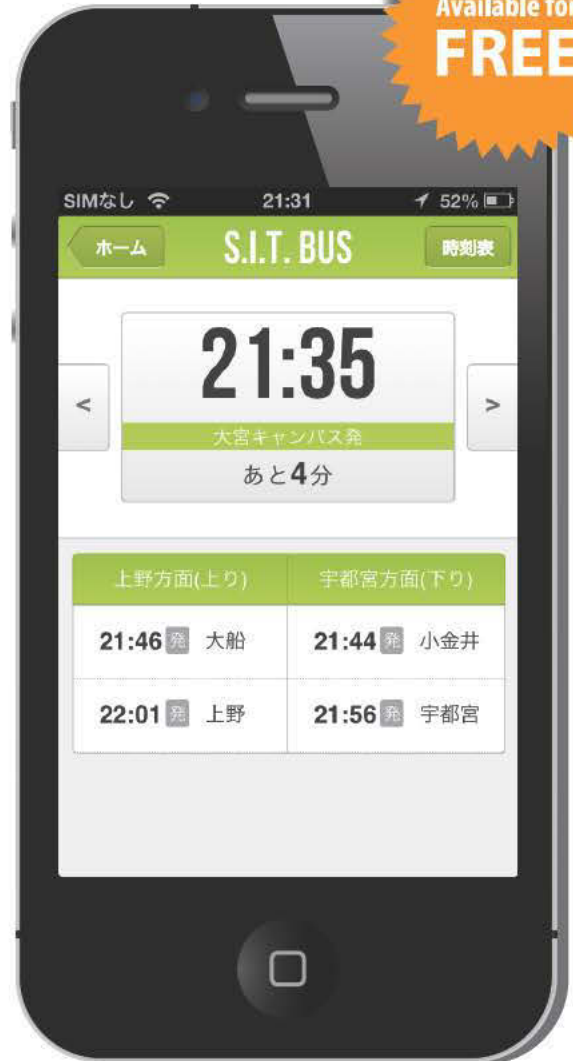 Available for
FREE
SIMなし 21:31 52%
ホーム S.I.T. BUS 時刻表
21:35
< >
大宮キャンパス発
あと4分
上野方面(上り) 宇都宮方面(下り)
21:46 発 大船 21:44 発 小金井
22:01 発 上野 21:56 発 宇都宮